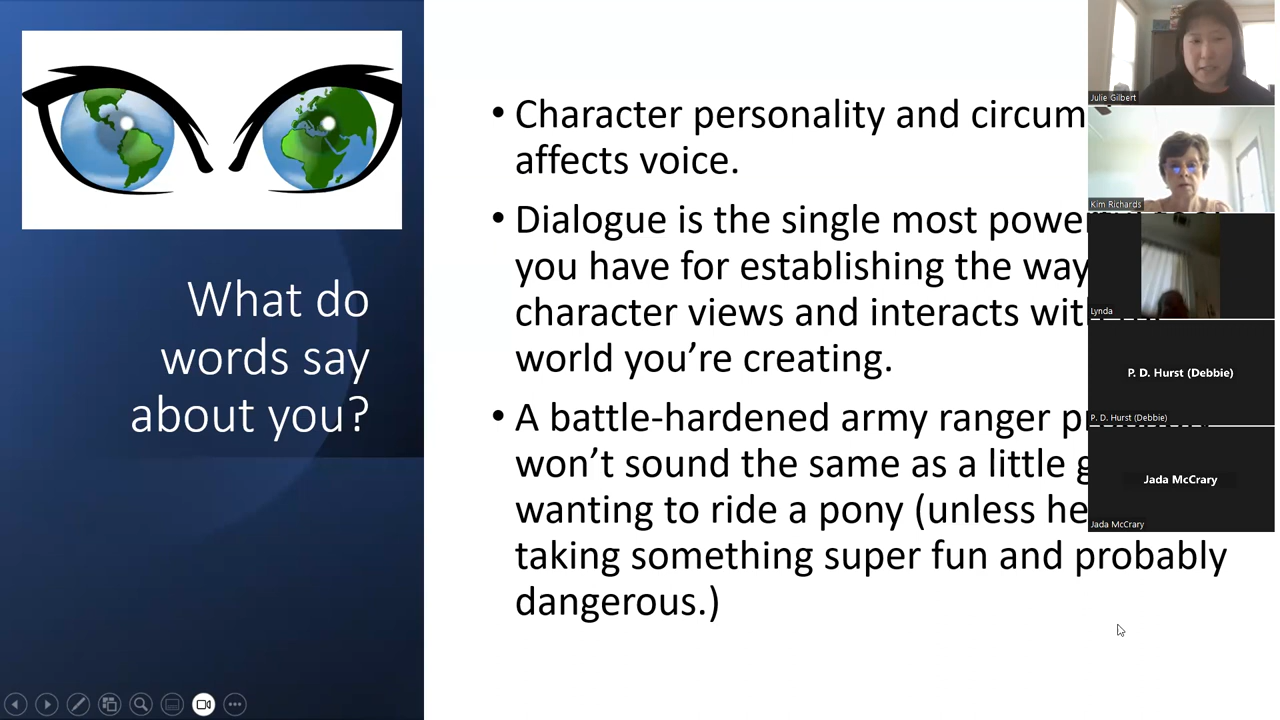 What do
words say
about you?
• Character personality and circum
affects voice.
• Dialogue is the single most power
you have for establishing the way
character views and interacts with
world you’re creating.
• A battle-hardened army ranger
won’t sound the same as a little
wanting to ride a pony (unless he
taking something super fun and probably
dangerous.)
Julie Gilbert
Kim Richards
Lynda
P. D. Hurst (Debbie)
P. D. Hurst (Debbie)
Jada McCrary
Jada McCrary